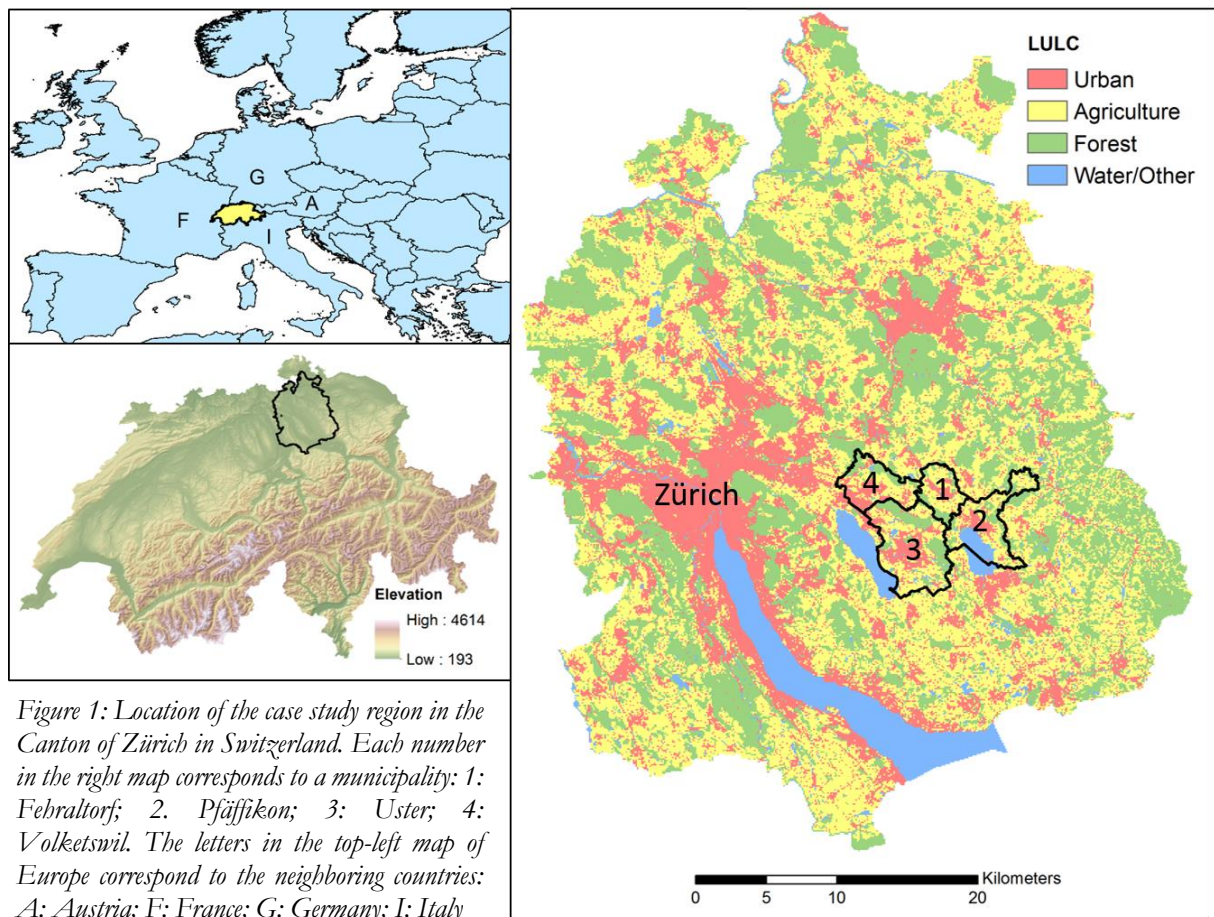 G
A
F
I
Elevation
High : 4614
Low : 193
Figure 1: Location of the case study region in the
Canton of Zürich in Switzerland. Each number
in the right map corresponds to a municipality: 1:
Fehraltorf; 2. Pfäffikon; 3: Uster; 4:
Volketswil. The letters in the top-left map of
Europe correspond to the neighboring countries:
A: Austria; F: France; G: Germany; I: Italy
LULC
Urban
Agriculture
Forest
Water/Other
Zürich
4
1
2
3
Kilometers
0 5 10 20